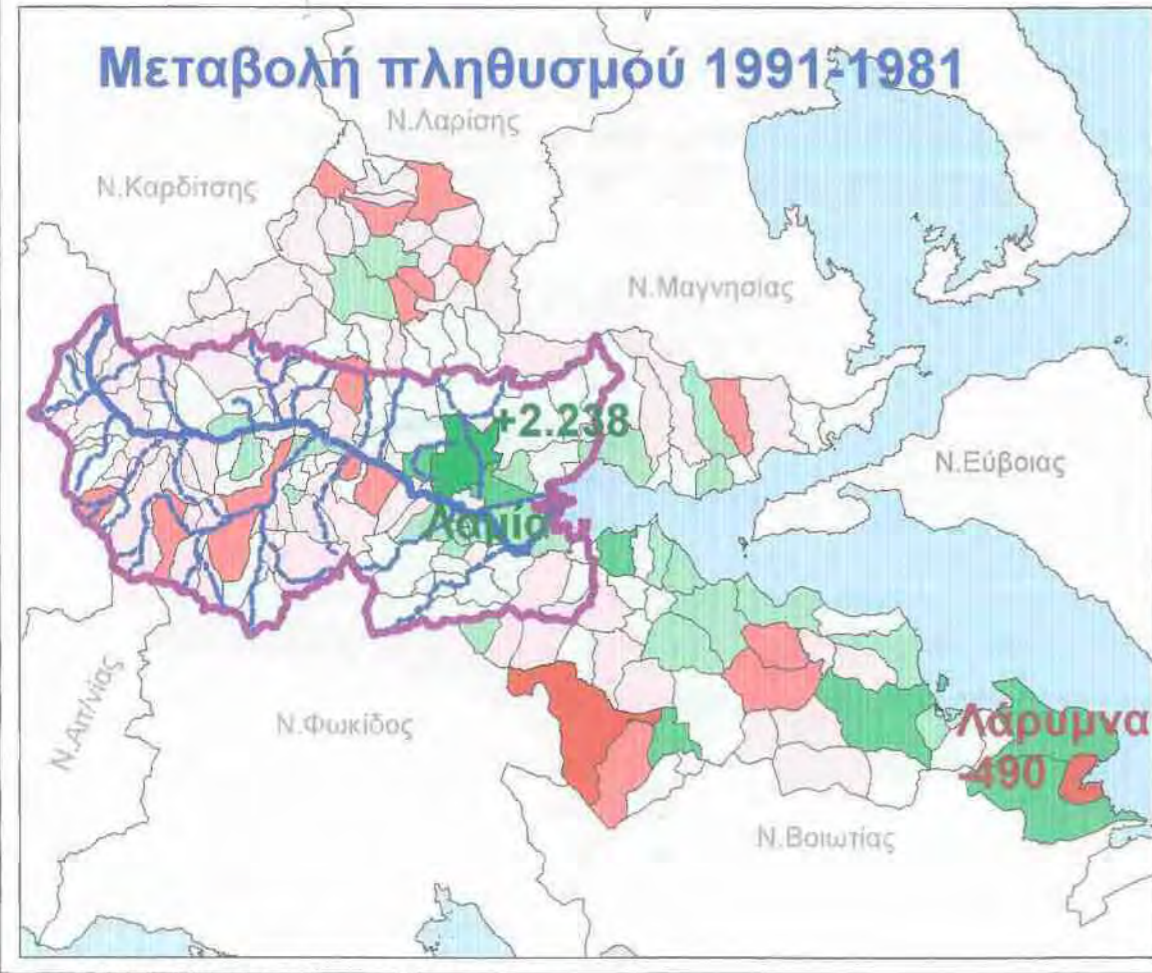 Μεταβολή πληθυσμού 1991-1981
Ν.Λαρίσης
Ν.Καρδίτσης
Ν.Μαγνησίας
+2.238
Ν.Εύβοιας
Λαμία
Ν.Αιτ/νίας
Ν.Φωκίδος
Λάρυμνα
-490
Ν.Βοιωτίας